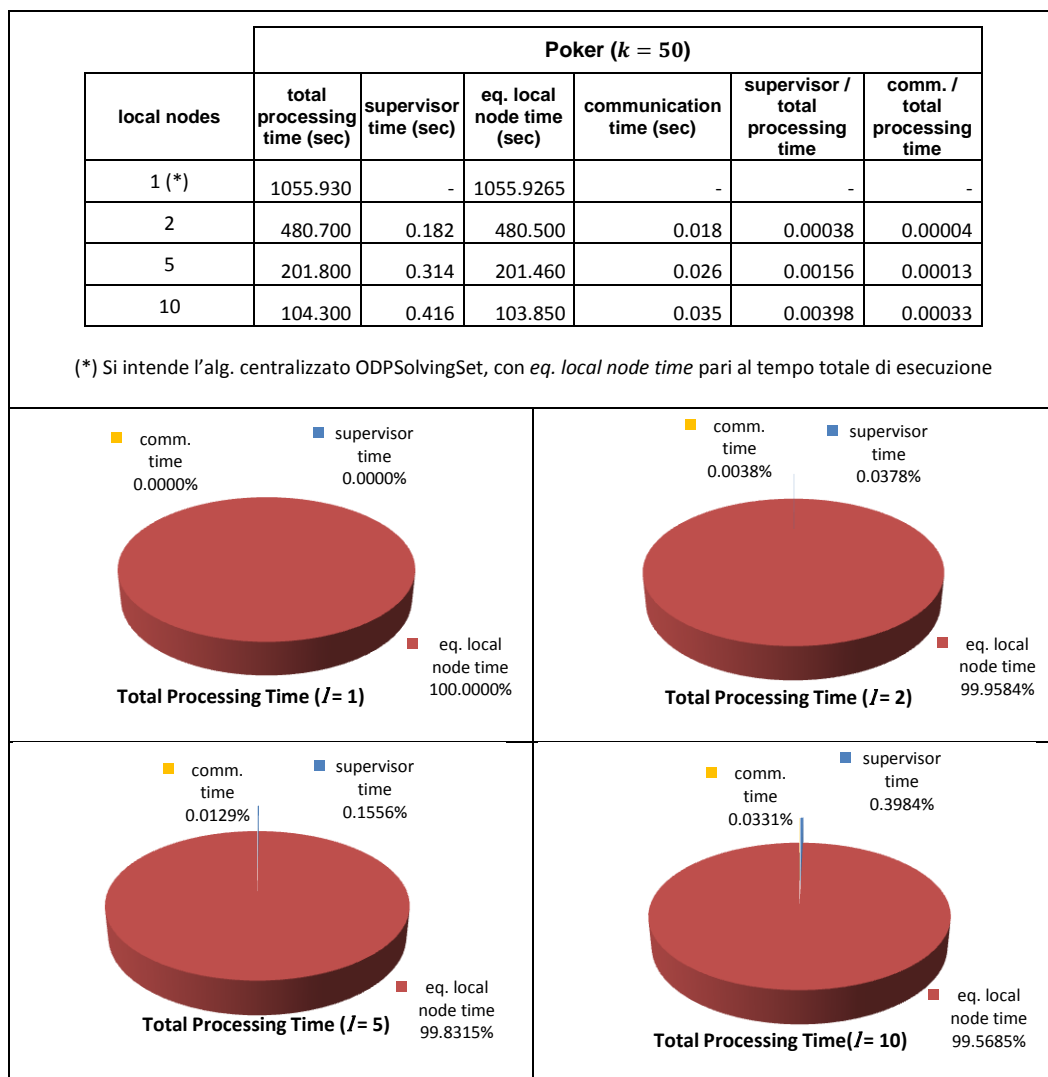 Poker (k = 50)
local nodes
total processing time (sec)
supervisor time (sec)
eq. local node time (sec)
communication time (sec)
supervisor / total processing time
comm. / total processing time
1 (*) 1055.930 - 1055.9265 - - -
2 480.700 0.182 480.500 0.018 0.00038 0.00004
5 201.800 0.314 201.460 0.026 0.00156 0.00013
10 104.300 0.416 103.850 0.035 0.00398 0.00033
(*) Si intende l'alg. centralizzato ODPSolvingSet, con eq. local node time pari al tempo totale di esecuzione
comm.
time
0.0000%
supervisor
time
0.0000%
eq. local
node time
100.0000%
Total Processing Time (l= 1)
comm.
time
0.0038%
supervisor
time
0.0378%
eq. local
node time
99.9584%
Total Processing Time (l= 2)
comm.
time
0.0129%
supervisor
time
0.1556%
eq. local
node time
99.8315%
Total Processing Time (l= 5)
comm.
time
0.0331%
supervisor
time
0.3984%
eq. local
node time
99.5685%
Total Processing Time(l= 10)